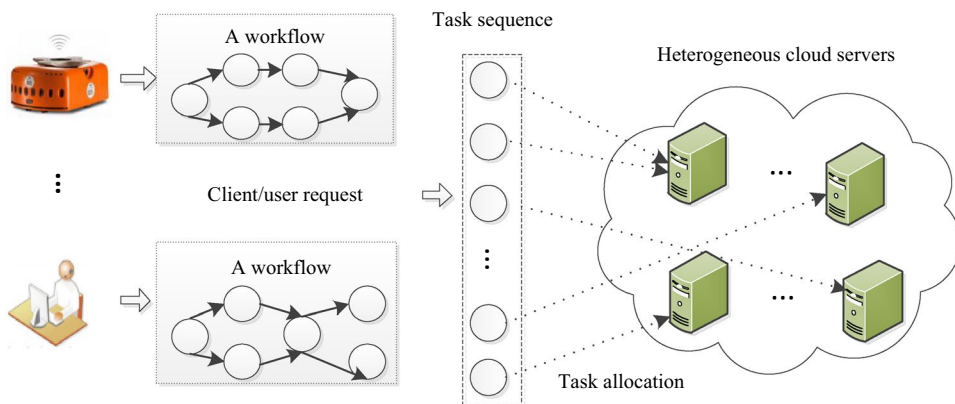 Task sequence
A workflow
Heterogeneous cloud servers
Client/user request
A workflow
Task allocation